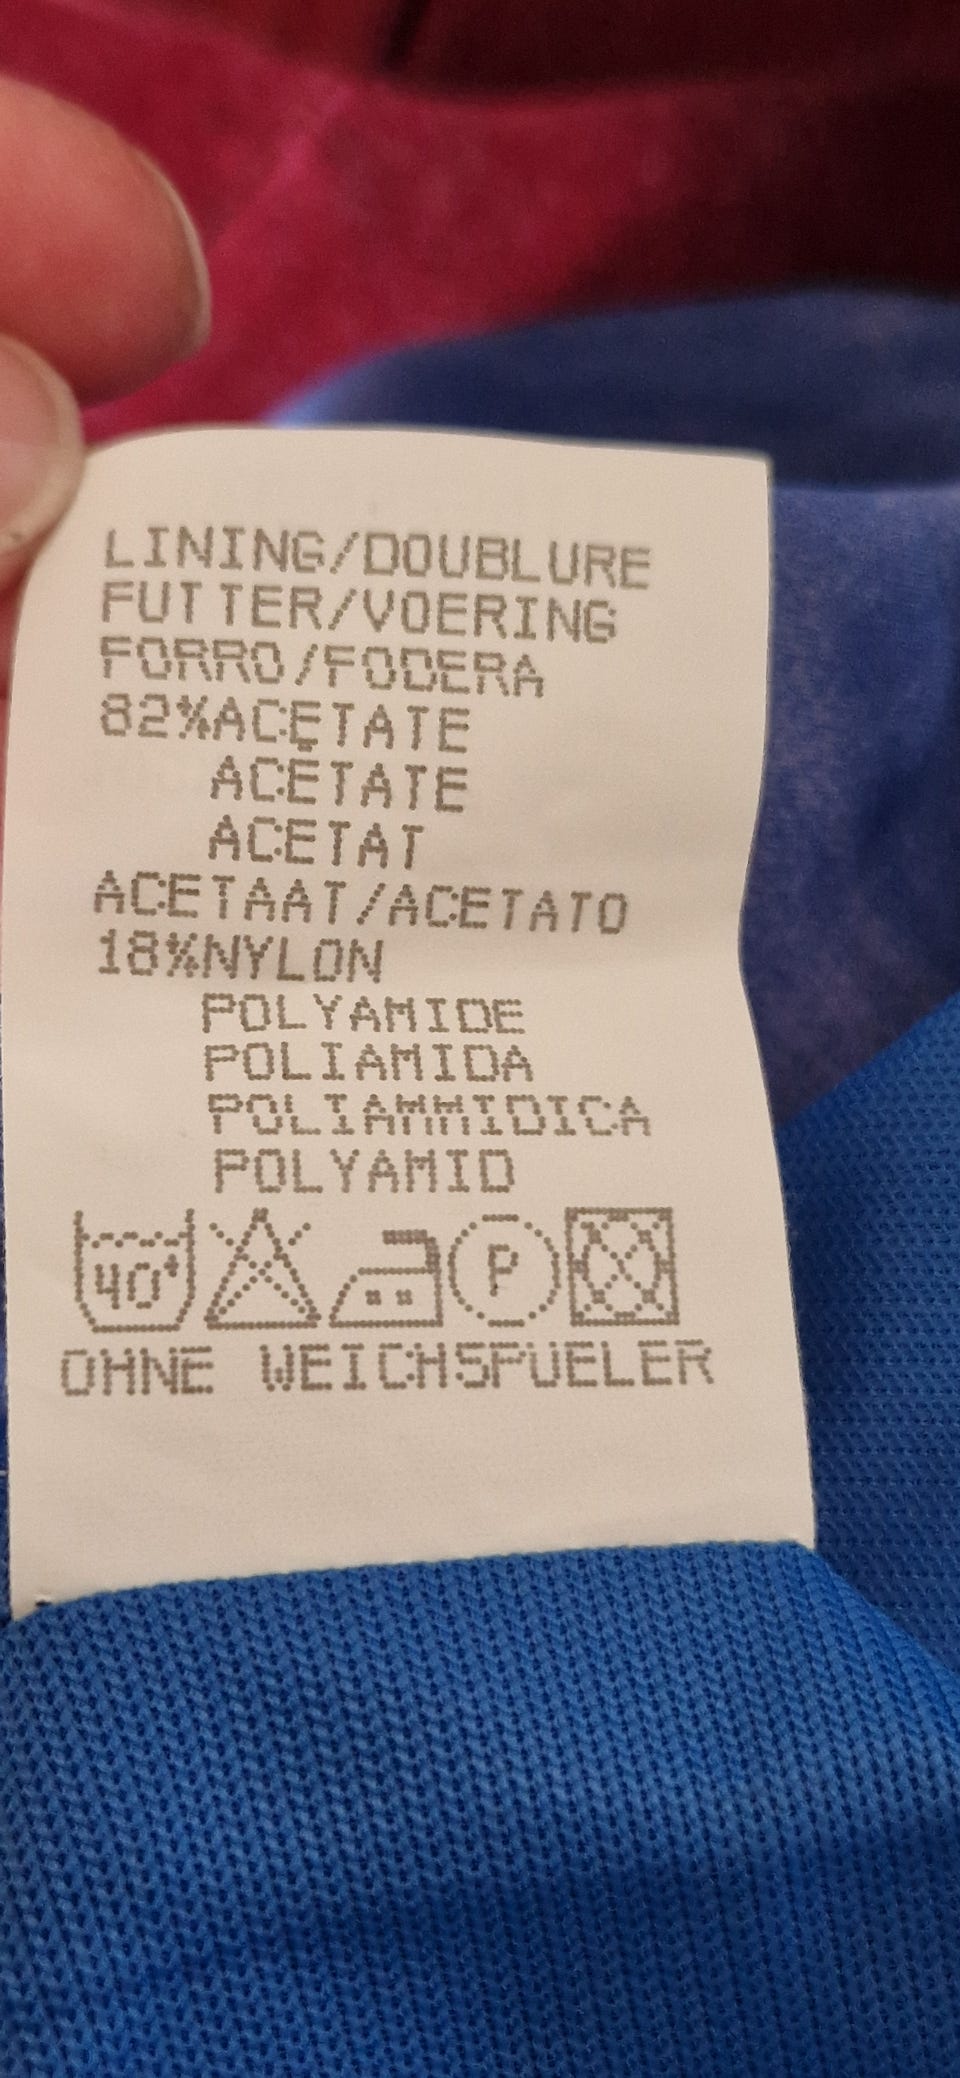 LINING/DOUBLURE
FUTTER/VOERING
FORRO/FODERA
82%ACETATE
ACÉTATE
ACETAT
ACETAAT/ACETATO
18%NYLON
POLYAMIDE
POLIAMIDA
POLIAMMIDICA
POLYAMID
40° P
OHNE WEICHSPUELER